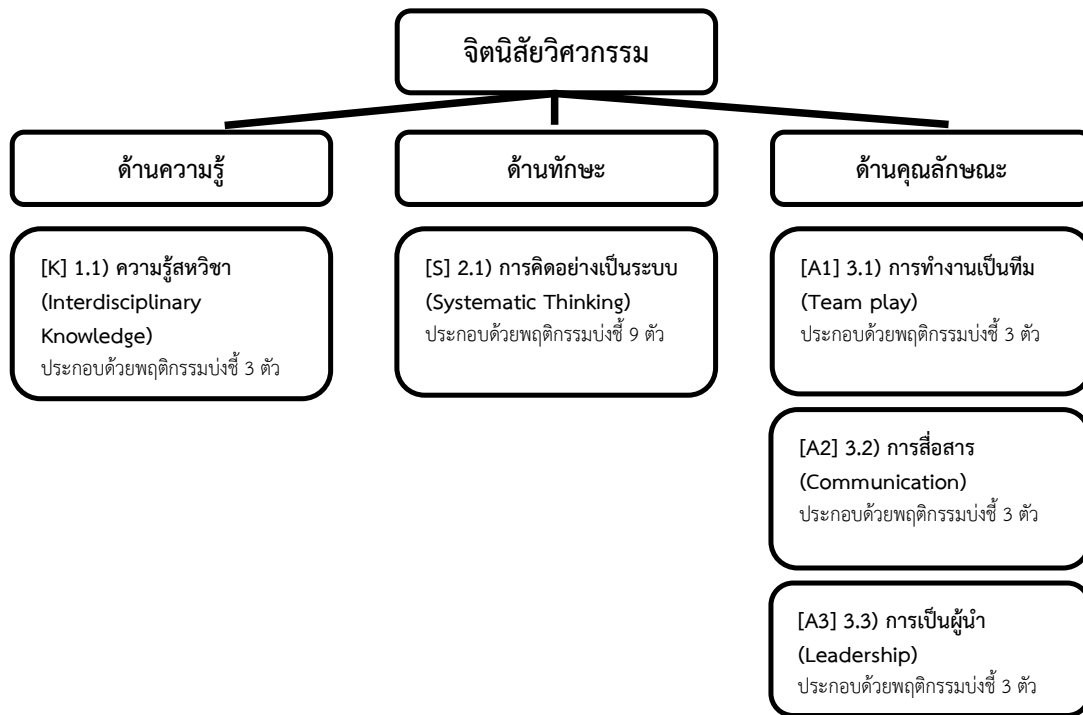 จิตนิสัยวิศวกรรม
ด้านความรู้
ด้านทักษะ
ด้านคุณลักษณะ
[K] 1.1) ความรู้สหวิชา
(Interdisciplinary
Knowledge)
ประกอบด้วยพฤติกรรมบ่งชี้ 3 ตัว
[S] 2.1) การคิดอย่างเป็นระบบ
(Systematic Thinking)
ประกอบด้วยพฤติกรรมบ่งชี้ 9 ตัว
[A1] 3.1) การทำงานเป็นทีม
(Team play)
ประกอบด้วยพฤติกรรมบ่งชี้ 3 ตัว
[A2] 3.2) การสื่อสาร
(Communication)
ประกอบด้วยพฤติกรรมบ่งชี้ 3 ตัว
[A3] 3.3) การเป็นผู้นำ
(Leadership)
ประกอบด้วยพฤติกรรมบ่งชี้ 3 ตัว